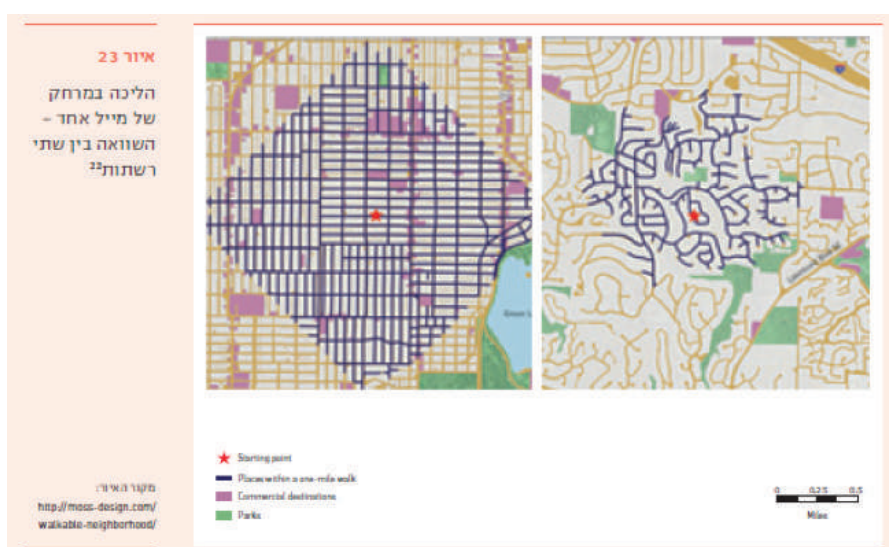 איור 23
הליכה במרחק
של מייל אחד –
השוואה בין שתי
רשתות²²
Starting point
Places within a one-mile walk
Commercial destinations
Parks
0 0.25 0.5
Miles
מקור האיור:
http://moss-design.com/
walkable-neighborhood/